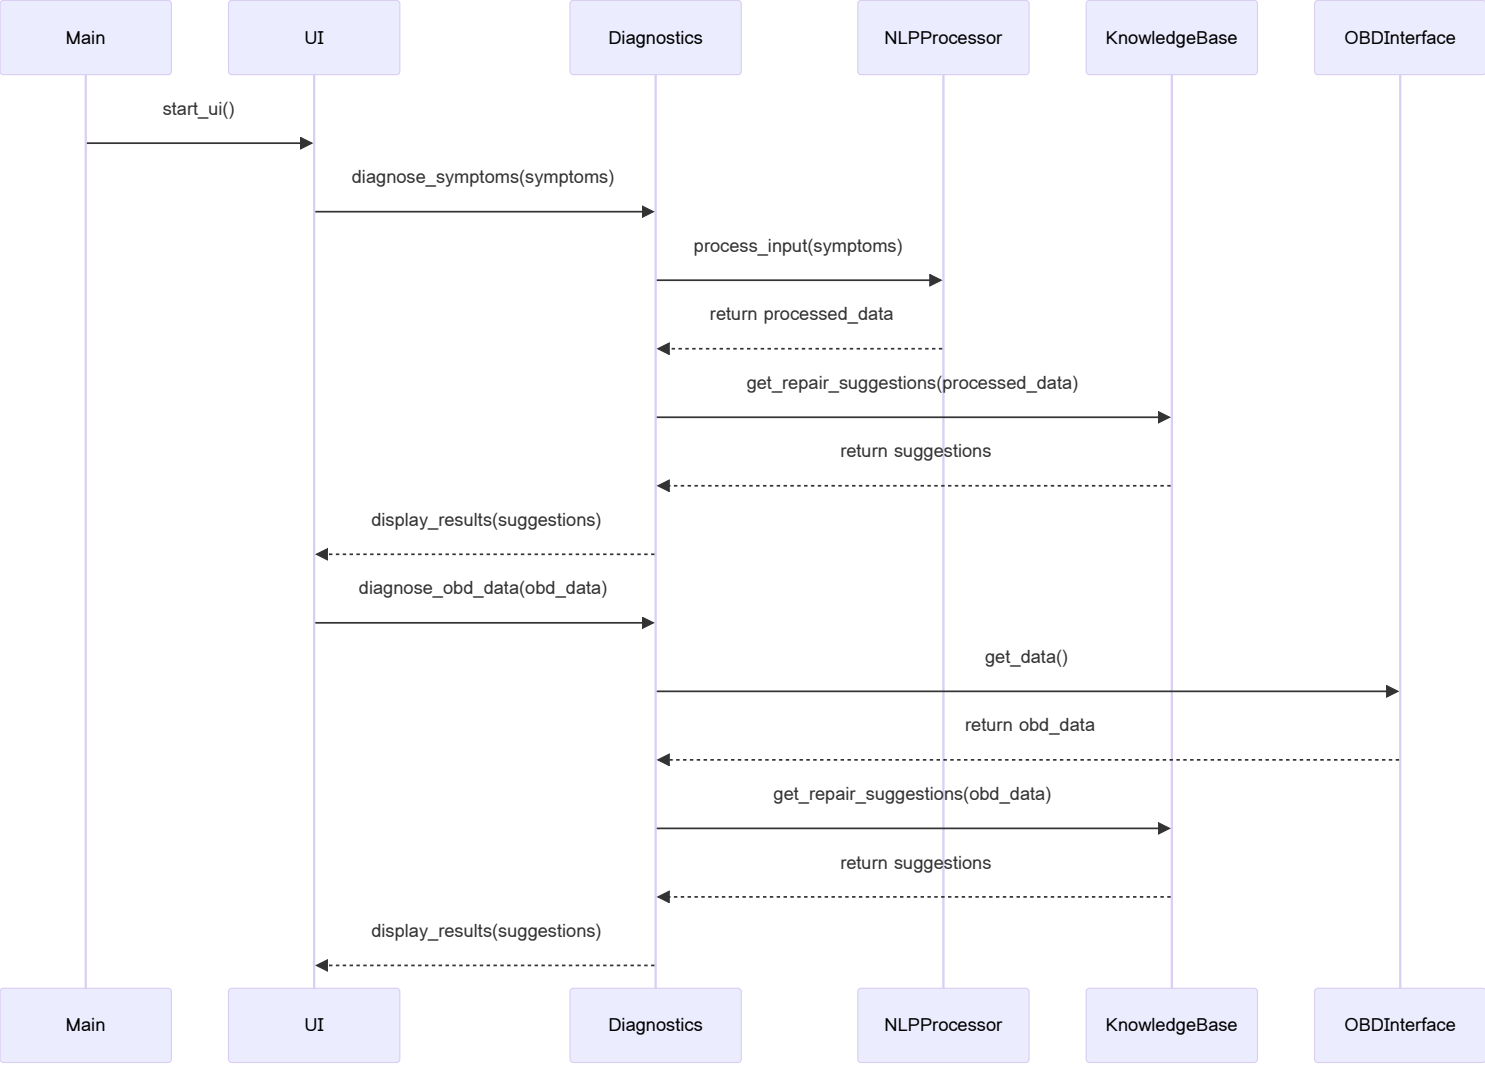 Main
UI
Diagnostics
NLPProcessor
KnowledgeBase
OBDInterface
start_ui()
diagnose_symptoms(symptoms)
process_input(symptoms)
return processed_data
get_repair_suggestions(processed_data)
return suggestions
display_results(suggestions)
diagnose_obd_data(obd_data)
get_data()
return obd_data
get_repair_suggestions(obd_data)
return suggestions
display_results(suggestions)
Main
UI
Diagnostics
NLPProcessor
KnowledgeBase
OBDInterface